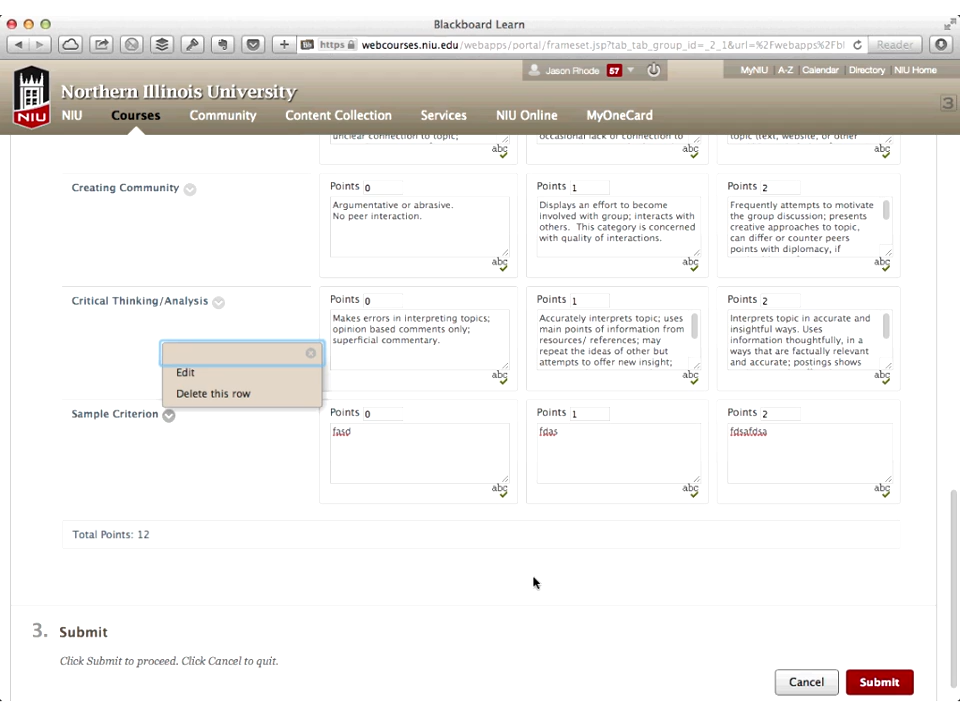 Blackboard Learn
https webcourses.niu.edu/webapps/portal/frameset.jsp?tab_tab_group_id=_2_1&url=%2Fwebapps%2Fbl Reader
Jason Rhode 57 MyNIU A-Z Calendar Directory NIU Home
Northern Illinois University
NIU
NIU Courses Community Content Collection Services NIU Online MyOneCard
3
unclear connection to topic;
occasional lack of connection to
topic (text, website, or other
abc abc abc
Creating Community
Points 0
Argumentative or abrasive.
No peer interaction.
abc
Points 1
Displays an effort to become
involved with group; interacts with
others. This category is concerned
with quality of interactions.
abc
Points 2
Frequently attempts to motivate
the group discussion; presents
creative approaches to topic,
can differ or counter peers
points with diplomacy, if
abc
Critical Thinking/Analysis
Points 0
Makes errors in interpreting topics;
opinion based comments only;
superficial commentary.
abc
Points 1
Accurately interprets topic; uses
main points of information from
resources/ references; may
repeat the ideas of other but
attempts to offer new insight;
abc
Points 2
Interprets topic in accurate and
insightful ways. Uses
information thoughtfully, in a
ways that are factually relevant
and accurate; postings shows
abc
Edit
Delete this row
Sample Criterion
Points 0
fasd
abc
Points 1
fdas
abc
Points 2
fdsafdsa
abc
Total Points: 12
3. Submit
Click Submit to proceed. Click Cancel to quit.
Cancel Submit